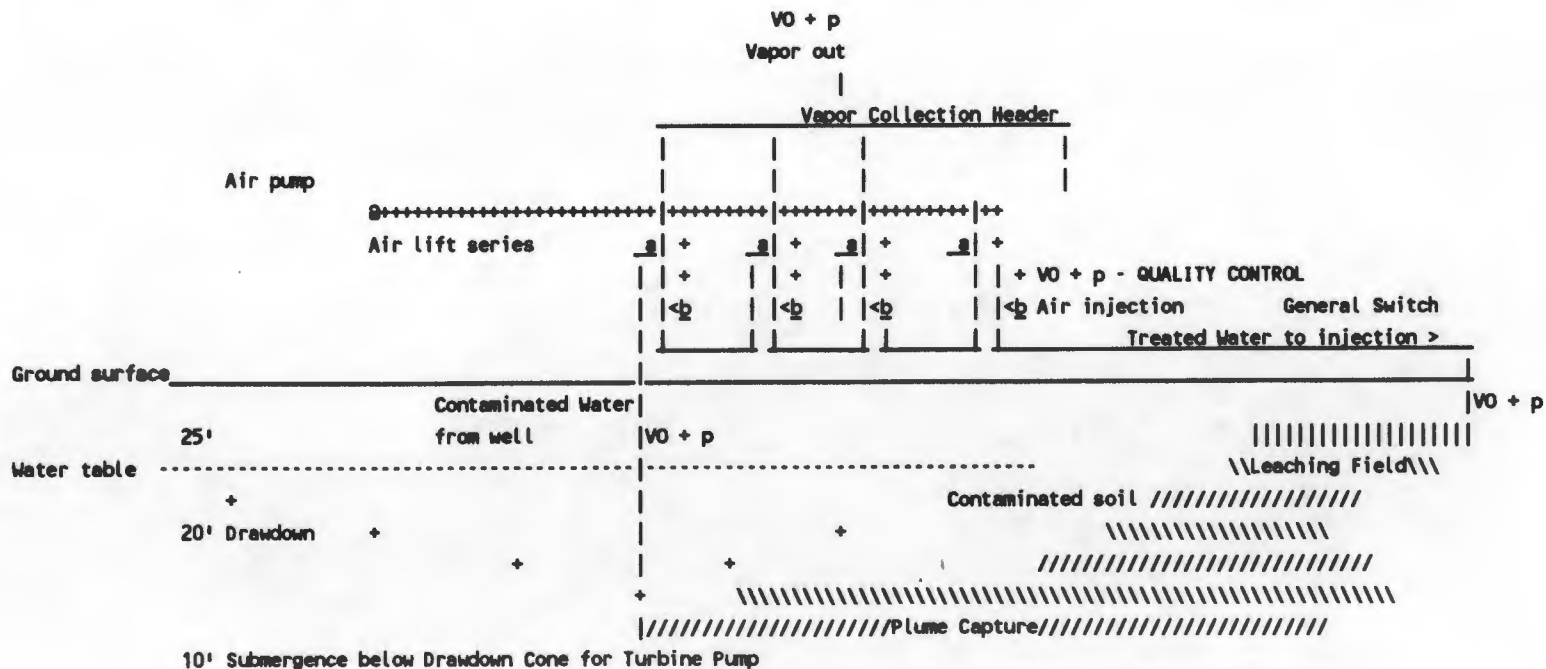 VO + p
Vapor out
Vapor Collection Header
Air pump
a
Air lift series a a a a
VO + p - QUALITY CONTROL
<b <b <b <b Air injection General Switch
Treated Water to injection >
Ground surface
Contaminated Water VO + p
25' from well VO + p
Water table Leaching Field
Contaminated soil
20' Drawdown
Plume Capture
10' Submergence below Drawdown Cone for Turbine Pump